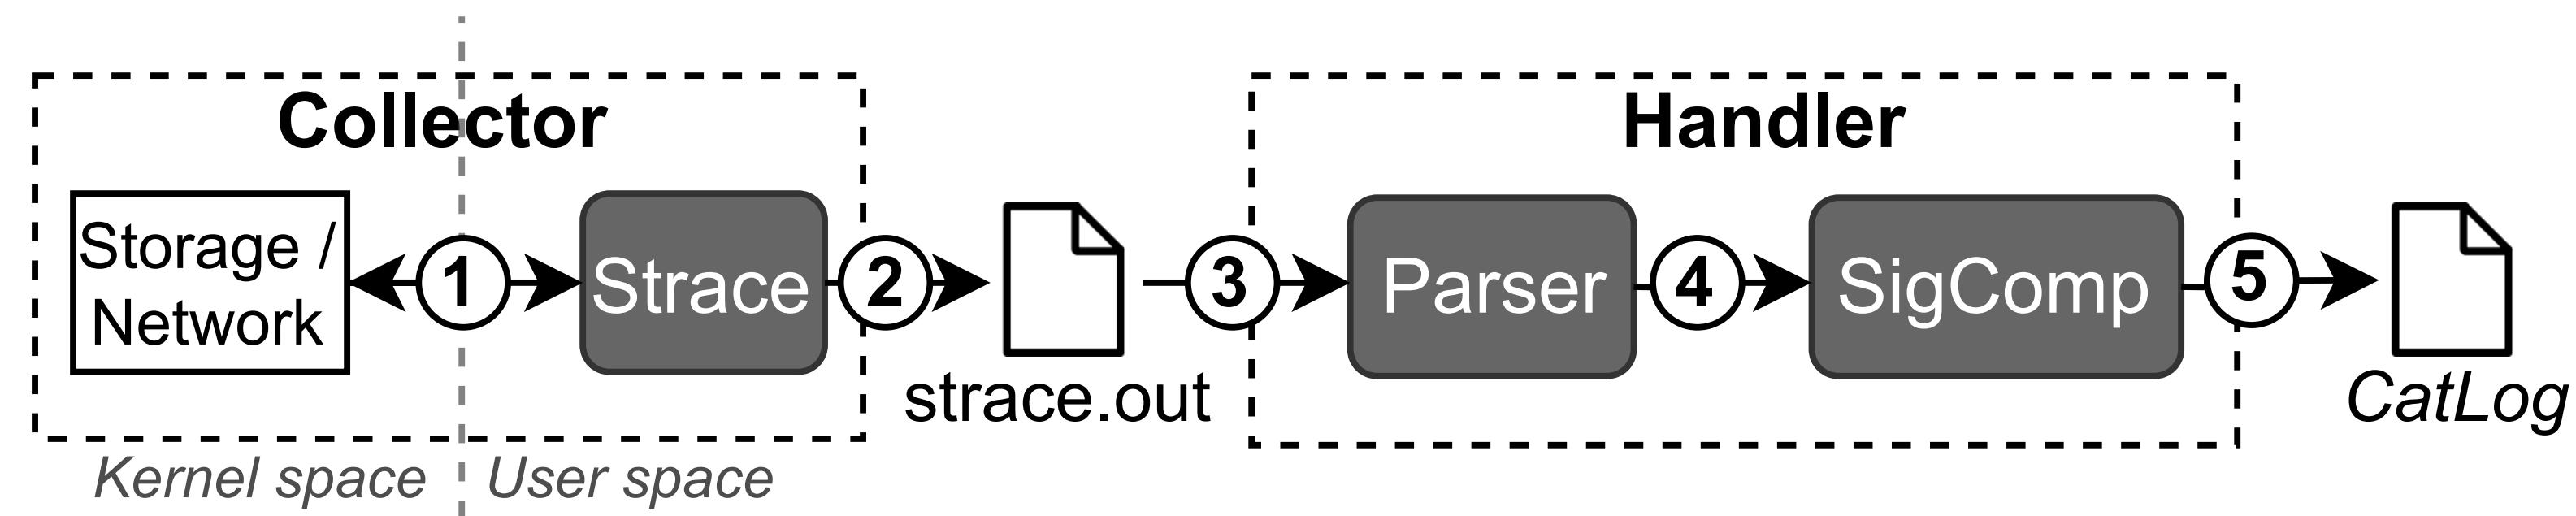 Collector
Handler
Storage /
Network
1
Strace
2
strace.out
3
Parser
4
SigComp
5
CatLog
Kernel space
User space